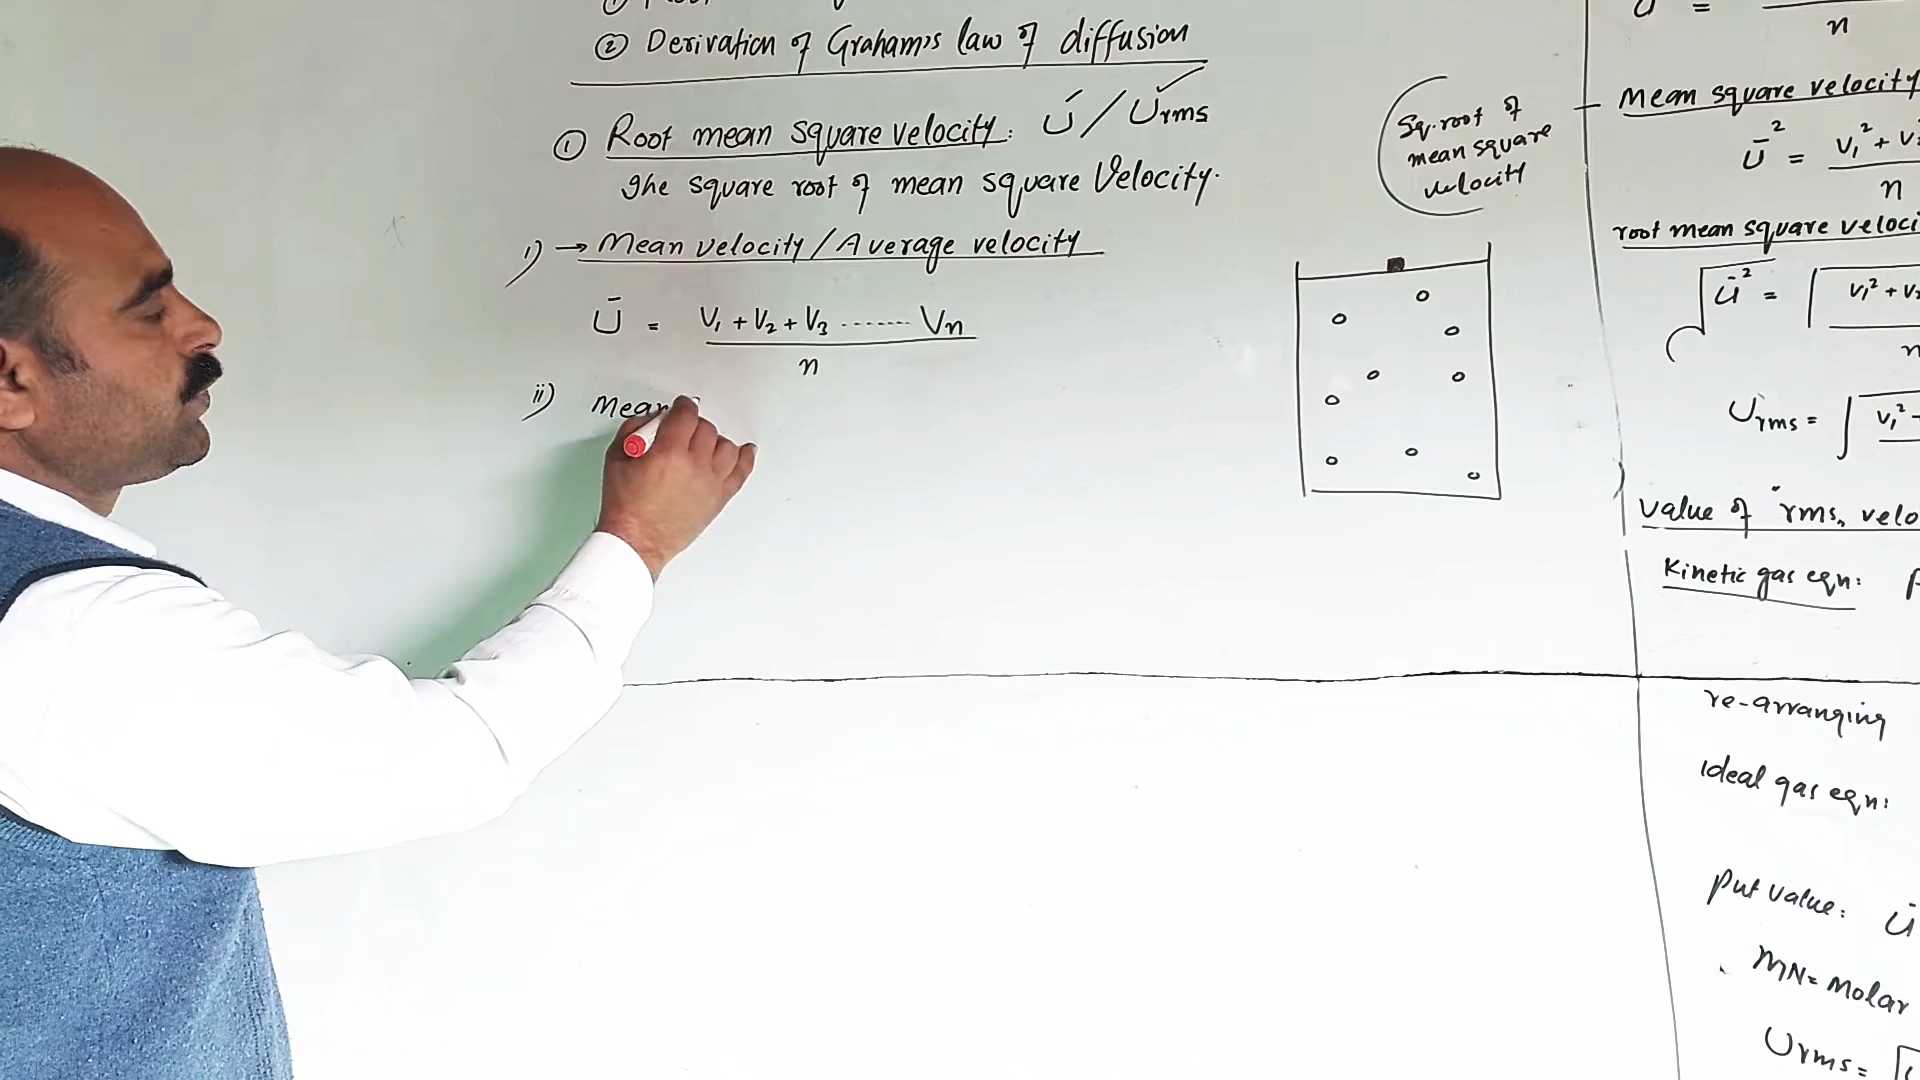 ② Derivation of Graham's law of diffusion
① Root mean square velocity: Ū / Urms
The square root of mean square Velocity.
i) → Mean velocity / Average velocity
Ū = V₁ + V₂ + V₃ ....... Vn
n
ii) Mean
Sq. root of
mean square
velocity
Ū =
n
Mean square velocity
Ū² = V₁² + V
n
root mean square veloci
√Ū² = √ V₁² + V
n
Urms = √ V₁²
Value of "rms" velo
Kinetic gas eqn:
re-arranging
ideal gas eqn:
Put value: Ū
MN = molar
Urms = √